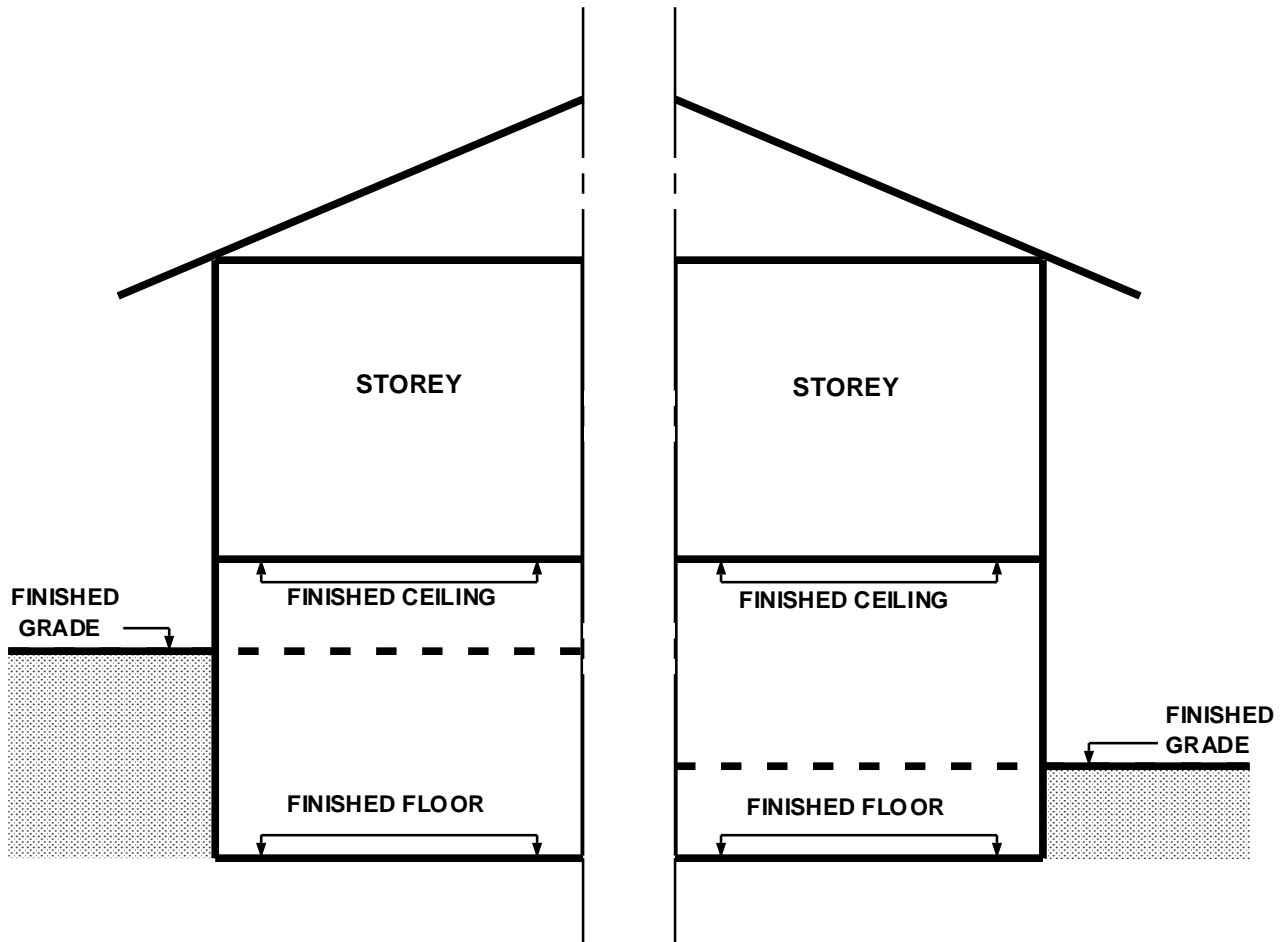 STOREY
STOREY
FINISHED CEILING
FINISHED CEILING
FINISHED
GRADE
FINISHED
GRADE
FINISHED FLOOR
FINISHED FLOOR